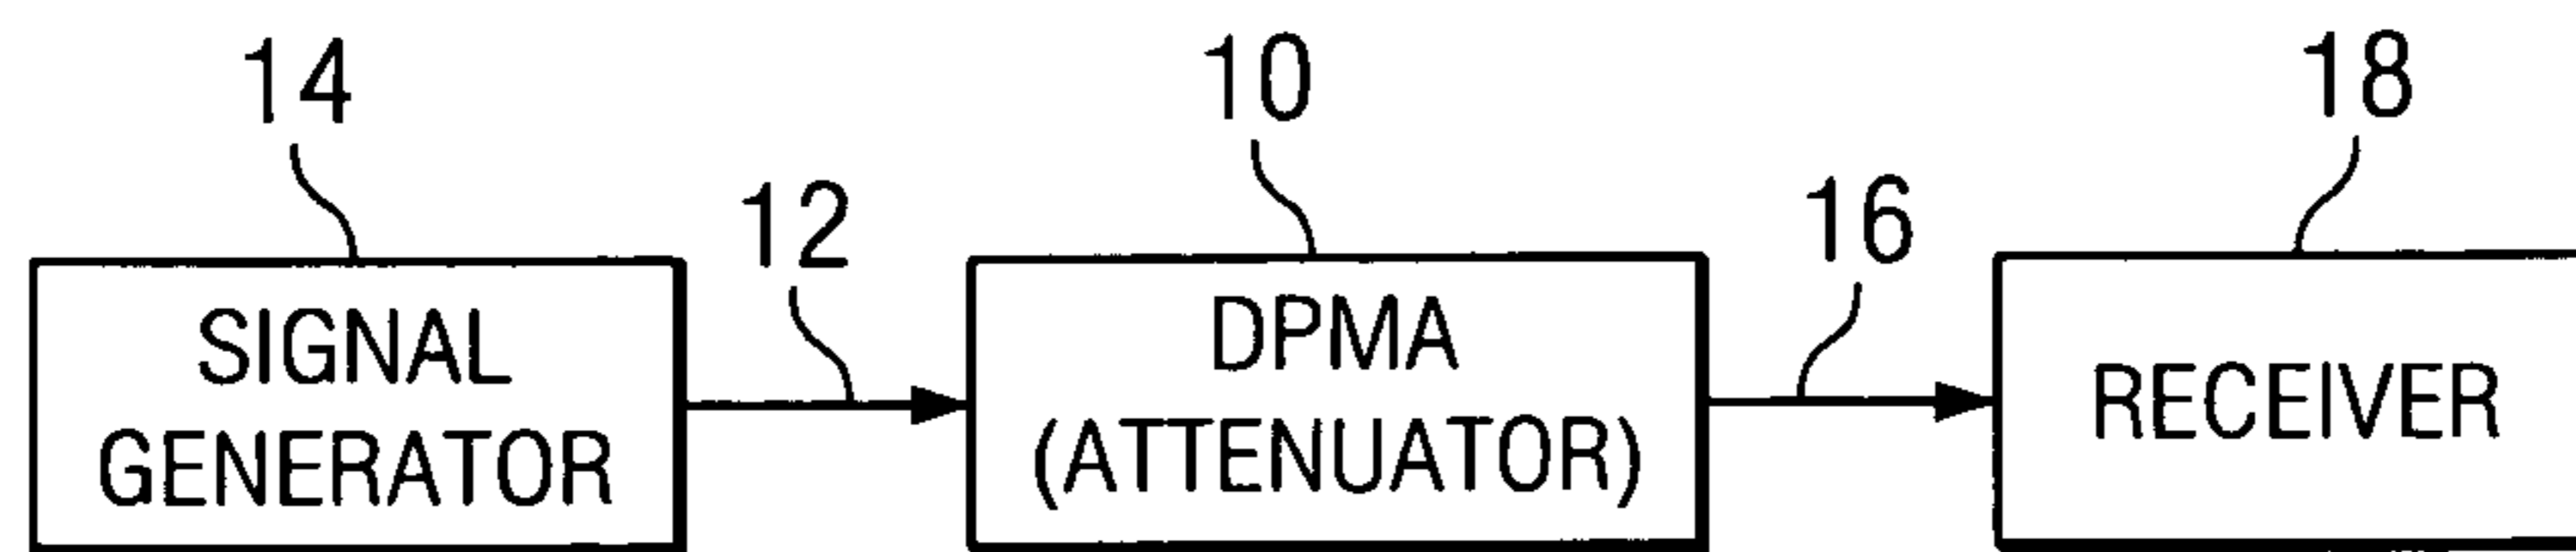 14
10
18
12
16
SIGNAL
GENERATOR
DPMA
(ATTENUATOR)
RECEIVER